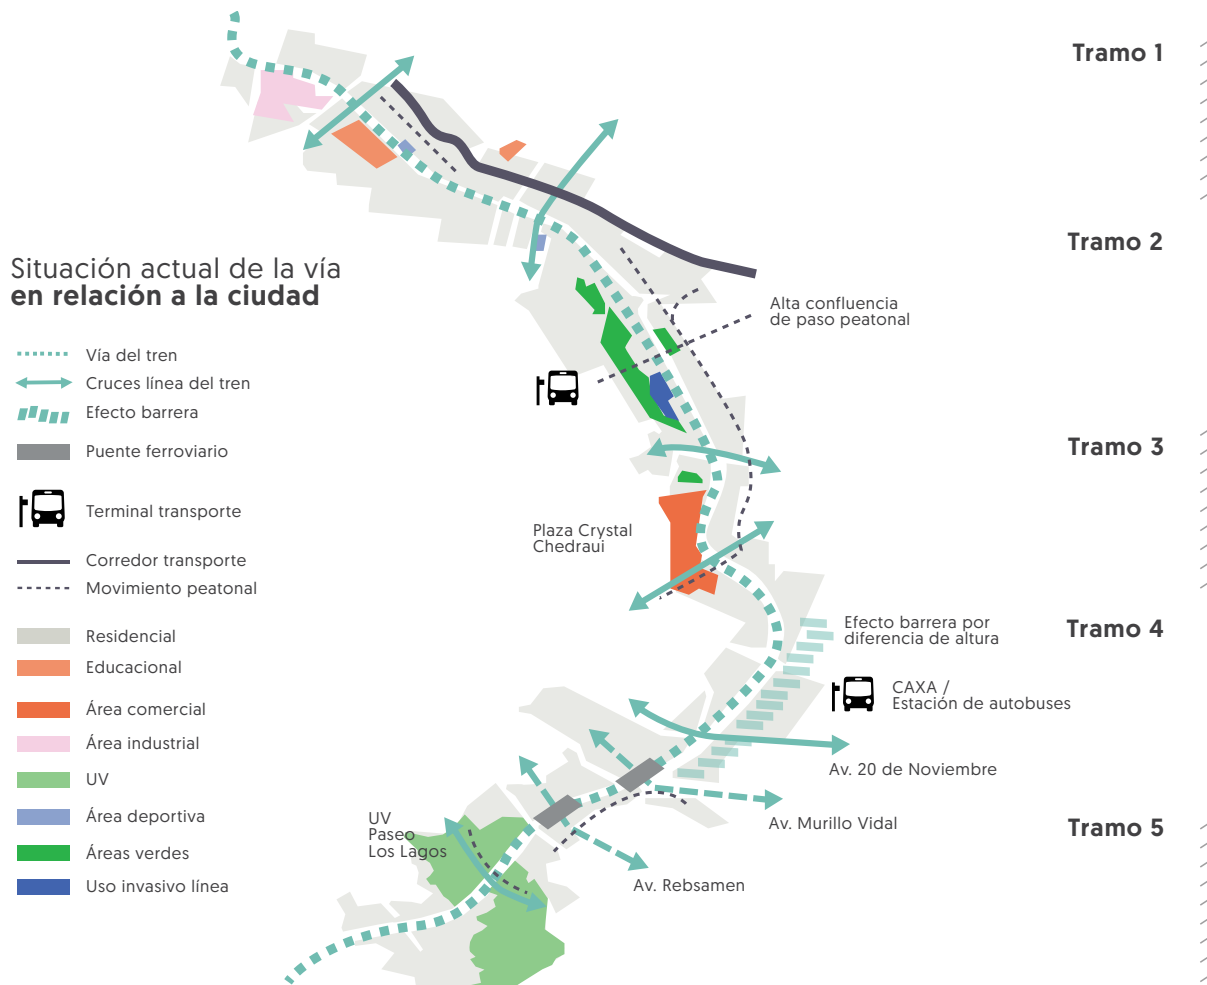 Tramo 1
Tramo 2
Situación actual de la vía
en relación a la ciudad
Alta confluencia
de paso peatonal
Vía del tren
Cruces línea del tren
Efecto barrera
Puente ferroviario
Terminal transporte
Corredor transporte
Movimiento peatonal
Residencial
Educacional
Área comercial
Área industrial
UV
Área deportiva
Áreas verdes
Uso invasivo línea
Tramo 3
Plaza Crystal
Chedraui
Efecto barrera por
diferencia de altura
Tramo 4
CAXA /
Estación de autobuses
Av. 20 de Noviembre
Av. Murillo Vidal
Tramo 5
UV
Paseo
Los Lagos
Av. Rebsamen